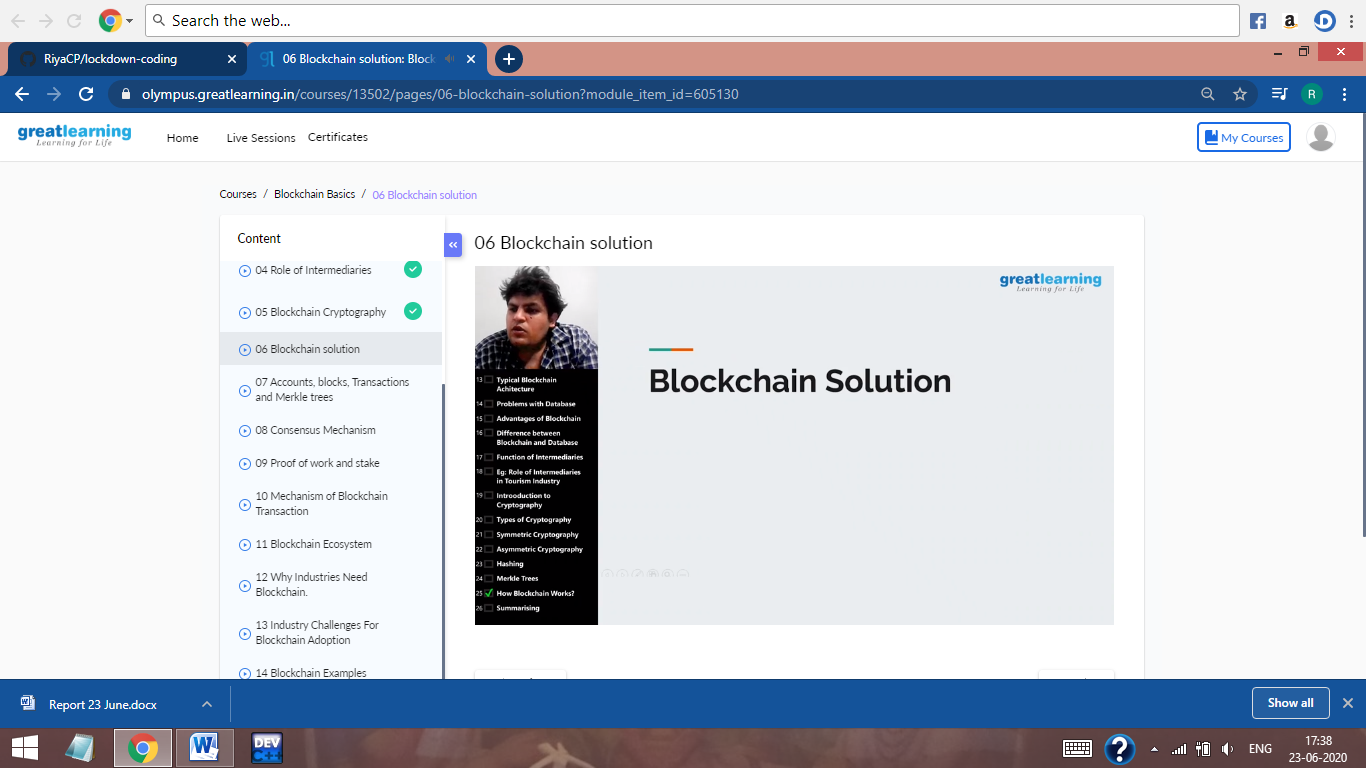 Search the web...
RiyaCP/lockdown-coding
06 Blockchain solution: Block
olympus.greatlearning.in/courses/13502/pages/06-blockchain-solution?module_item_id=605130
R
greatlearning
Learning for Life
Home
Live Sessions
Certificates
My Courses
Courses / Blockchain Basics / 06 Blockchain solution
Content
04 Role of Intermediaries
05 Blockchain Cryptography
06 Blockchain solution
07 Accounts, blocks, Transactions
and Merkle trees
08 Consensus Mechanism
09 Proof of work and stake
10 Mechanism of Blockchain
Transaction
11 Blockchain Ecosystem
12 Why Industries Need
Blockchain.
13 Industry Challenges For
Blockchain Adoption
14 Blockchain Examples
06 Blockchain solution
greatlearning
Learning for Life
Blockchain Solution
13 Typical Blockchain
Achitecture
14 Problems with Database
15 Advantages of Blockchain
16 Difference between
Blockchain and Database
17 Function of Intermediaries
18 Eg: Role of Intermediaries
in Tourism Industry
19 Introoduction to
Cryptography
20 Types of Cryptography
21 Symmetric Cryptography
22 Asymmetric Cryptography
23 Hashing
24 Merkle Trees
25 How Blockchain Works?
26 Summarising
Report 23 June.docx
Show all
DEV
C++
ENG
17:38
23-06-2020